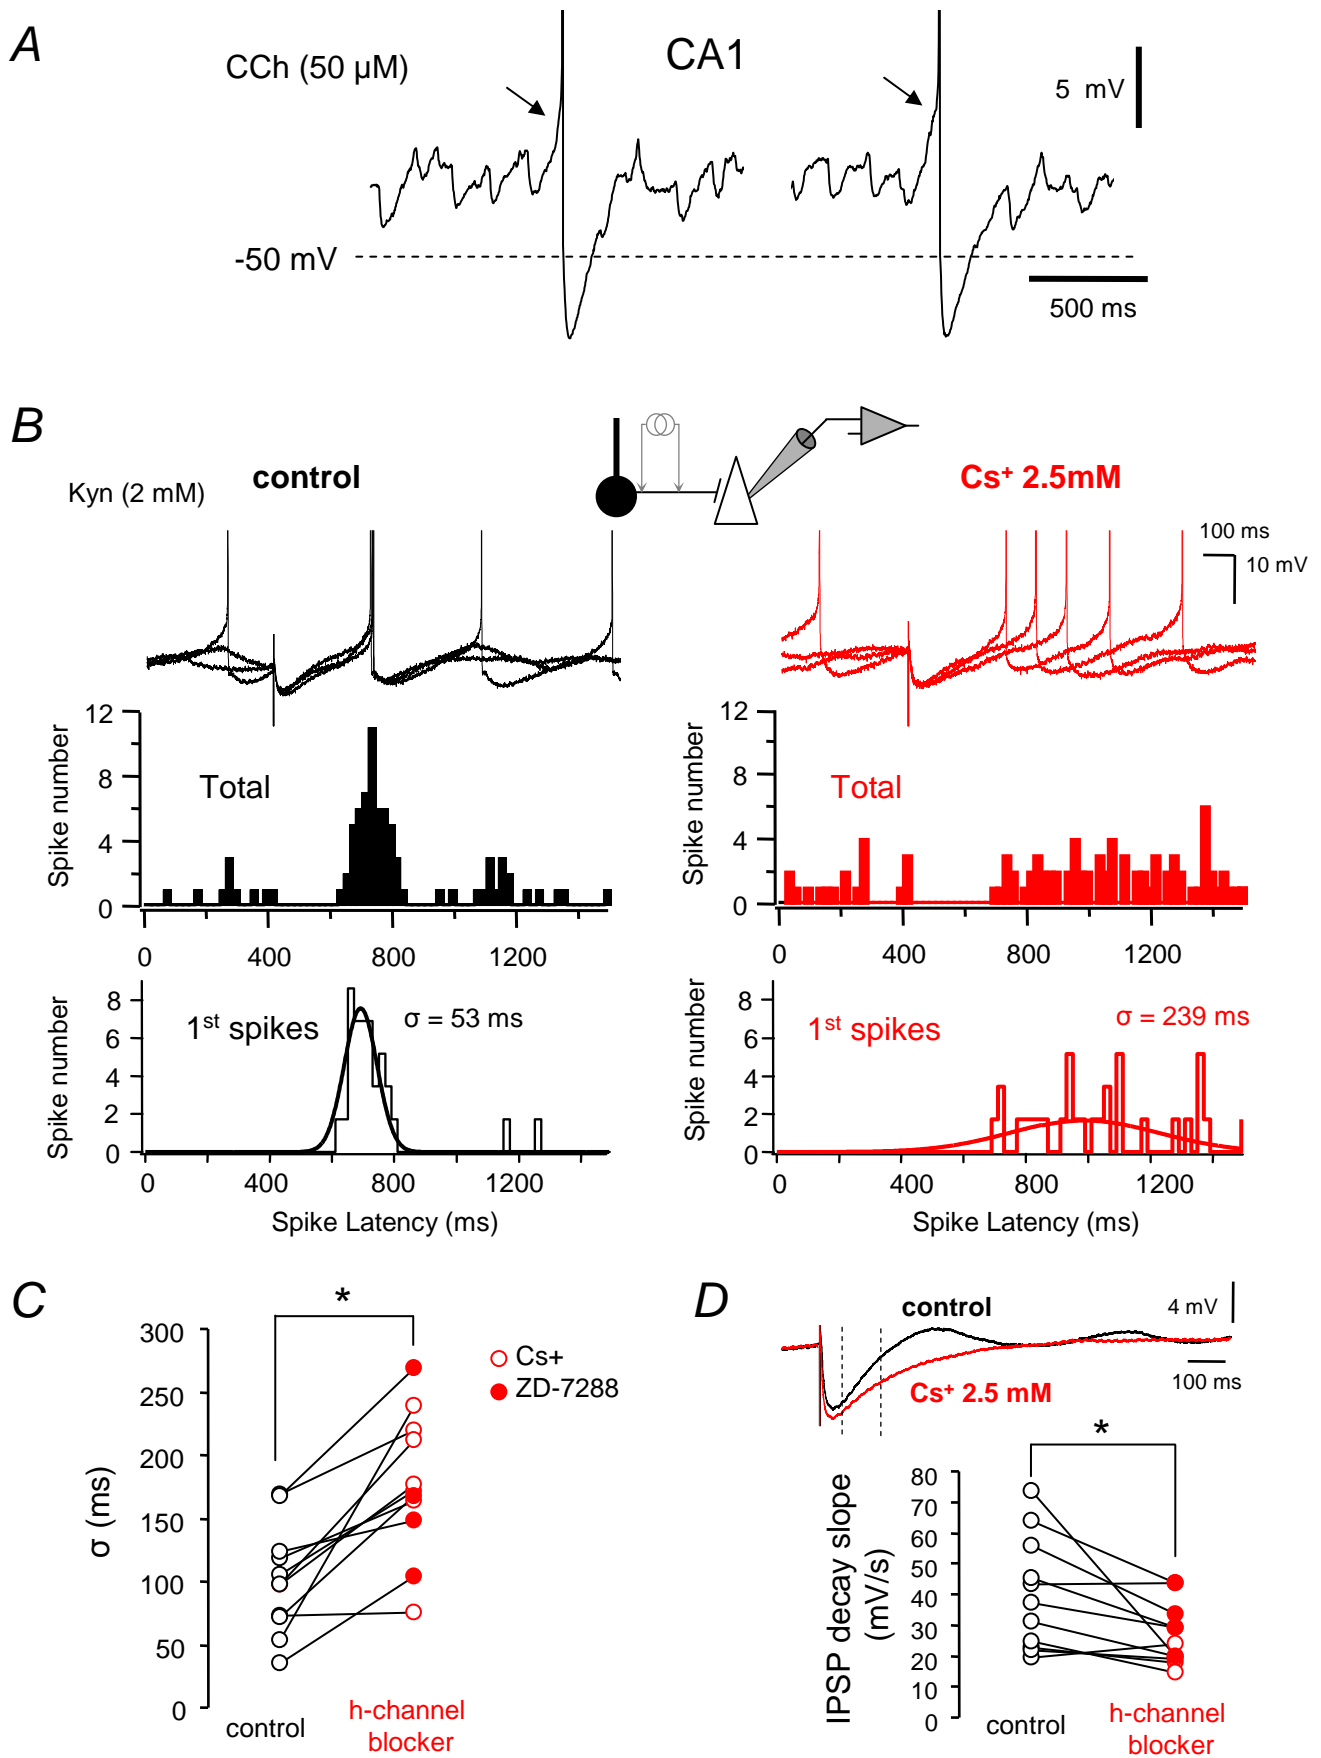 A
CCh (50 µM)
CA1
5 mV
-50 mV
500 ms
B
Kyn (2 mM)
control
Cs⁺ 2.5mM
100 ms
10 mV
Spike number
12
8
4
0
Total
0 400 800 1200
Spike number
12
8
4
0
Total
0 400 800 1200
Spike number
8
6
4
2
0
1st spikes
σ = 53 ms
0 400 800 1200
Spike Latency (ms)
Spike number
8
6
4
2
0
1st spikes
σ = 239 ms
0 400 800 1200
Spike Latency (ms)
C
*
σ (ms)
300
250
200
150
100
50
0
Cs+
ZD-7288
control
h-channel
blocker
D
control
4 mV
Cs⁺ 2.5 mM
100 ms
*
IPSP decay slope
(mV/s)
80
70
60
50
40
30
20
10
0
control
h-channel
blocker